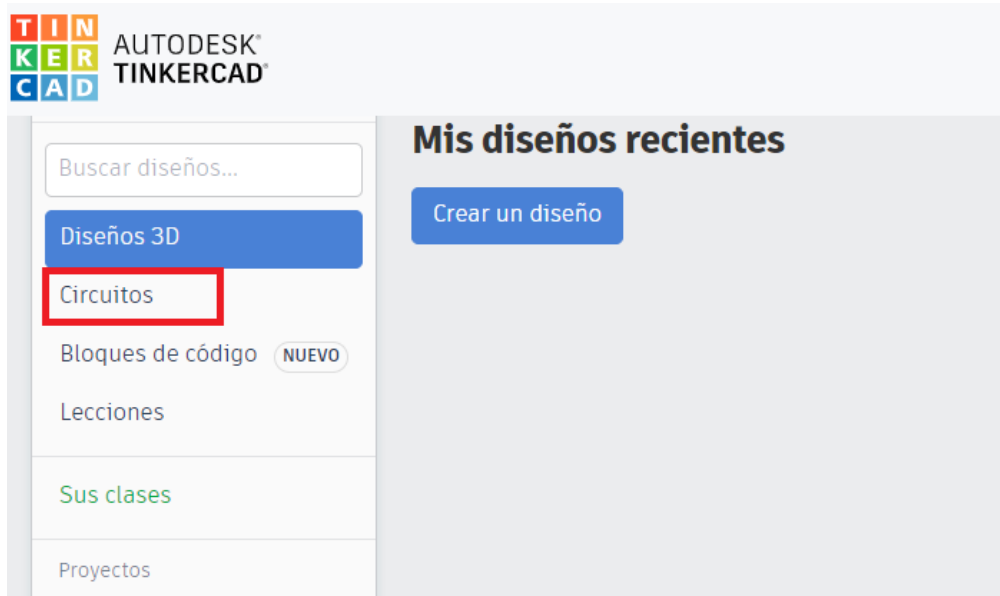 TIN
KER
CAD
AUTODESK®
TINKERCAD®
Buscar diseños...
Diseños 3D
Circuitos
Bloques de código NUEVO
Lecciones
Sus clases
Proyectos
Mis diseños recientes
Crear un diseño